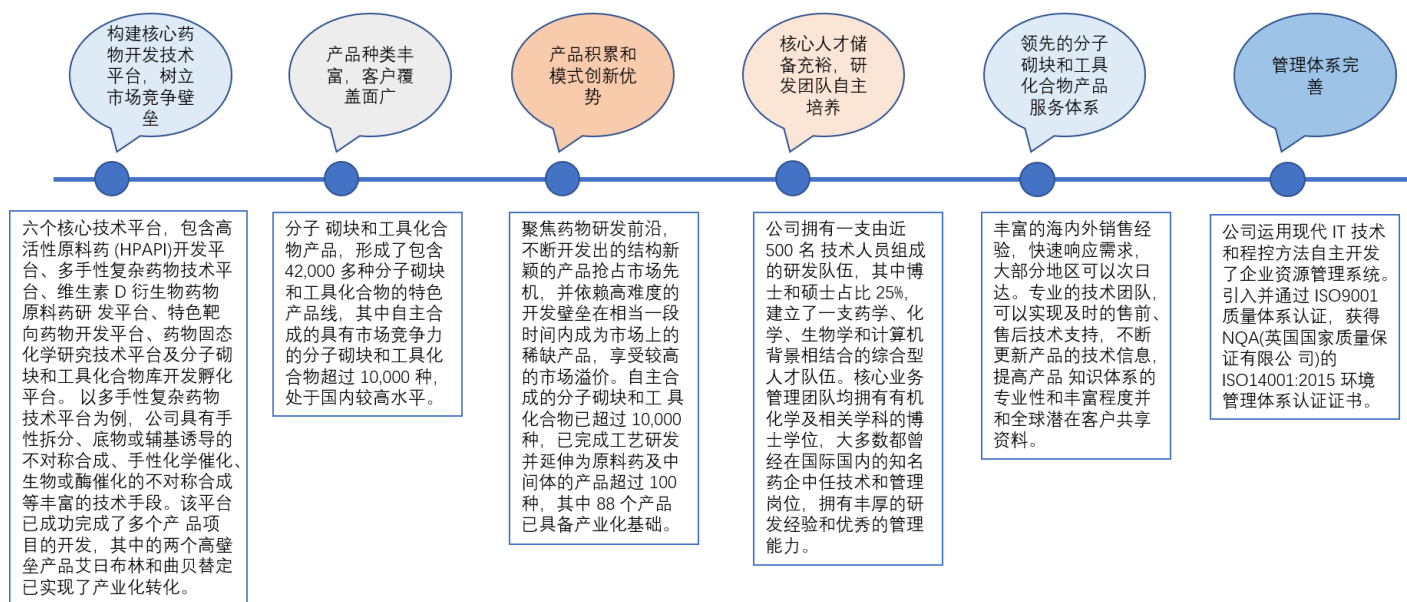 构建核心药
物开发技术
平台，树立
市场竞争壁
垒
产品种类丰
富，客户覆
盖面广
产品积累和
模式创新优
势
核心人才储
备充裕，研
发团队自主
培养
领先的分子
砌块和工具
化合物产品
服务体系
管理体系完
善
六个核心技术平台，包含高
活性原料药 (HPAPI)开发平
台、多手性复杂药物技术平
台、维生素 D 衍生物药物
原料药研 发平台、特色靶
向药物开发平台、药物固态
化学研究技术平台及分子砌
块和工具化合物库开发孵化
平台。 以多手性复杂药物
技术平台为例，公司具有手
性拆分、底物或辅基诱导的
不对称合成、手性化学催化、
生物或酶催化的不对称合成
等丰富的技术手段。该平台
已成功完成了多个产 品项
目的开发，其中的两个高壁
垒产品艾日布林和曲贝替定
已实现了产业化转化。
分子 砌块和工具化合
物产品，形成了包含
42,000 多种分子砌块
和工具化合物的特色
产品线，其中自主合
成的具有市场竞争力
的分子砌块和工具化
合物超过 10,000 种，
处于国内较高水平。
聚焦药物研发前沿，
不断开发出的结构新
颖的产品抢占市场先
机，并依赖高难度的
开发壁垒在相当一段
时间内成为市场上的
稀缺产品，享受较高
的市场溢价。自主合
成的分子砌块和工 具
化合物已超过 10,000
种，已完成工艺研发
并延伸为原料药及中
间体的产品超过 100
种，其中 88 个产品
已具备产业化基础。
公司拥有一支由近
500 名 技术人员组成
的研发队伍，其中博
士和硕士占比 25%，
建立了一支药学、化
学、生物学和计算机
背景相结合的综合型
人才队伍。核心业务
管理团队均拥有有机
化学及相关学科的博
士学位，大多数都曾
经在国际国内的知名
药企中任技术和管理
岗位，拥有丰厚的研
发经验和优秀的管理
能力。
丰富的海内外销售经
验，快速响应需求，
大部分地区可以次日
达。专业的技术团队，
可以实现及时的售前、
售后技术支持，不断
更新产品的技术信息，
提高产品 知识体系的
专业性和丰富程度并
和全球潜在客户共享
资料。
公司运用现代 IT 技术
和程控方法自主开发
了企业资源管理系统。
引入并通过 ISO9001
质量体系认证，获得
NQA(英国国家质量保
证有限公 司)的
ISO14001:2015 环境
管理体系认证证书。